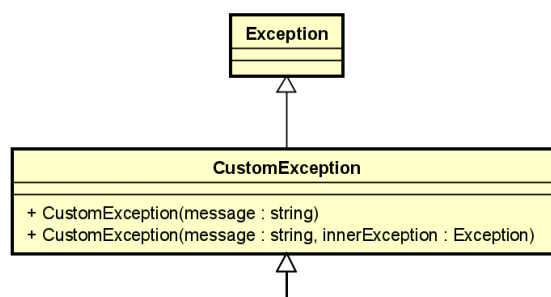 Exception
CustomException
+ CustomException(message : string)
+ CustomException(message : string, innerException : Exception)